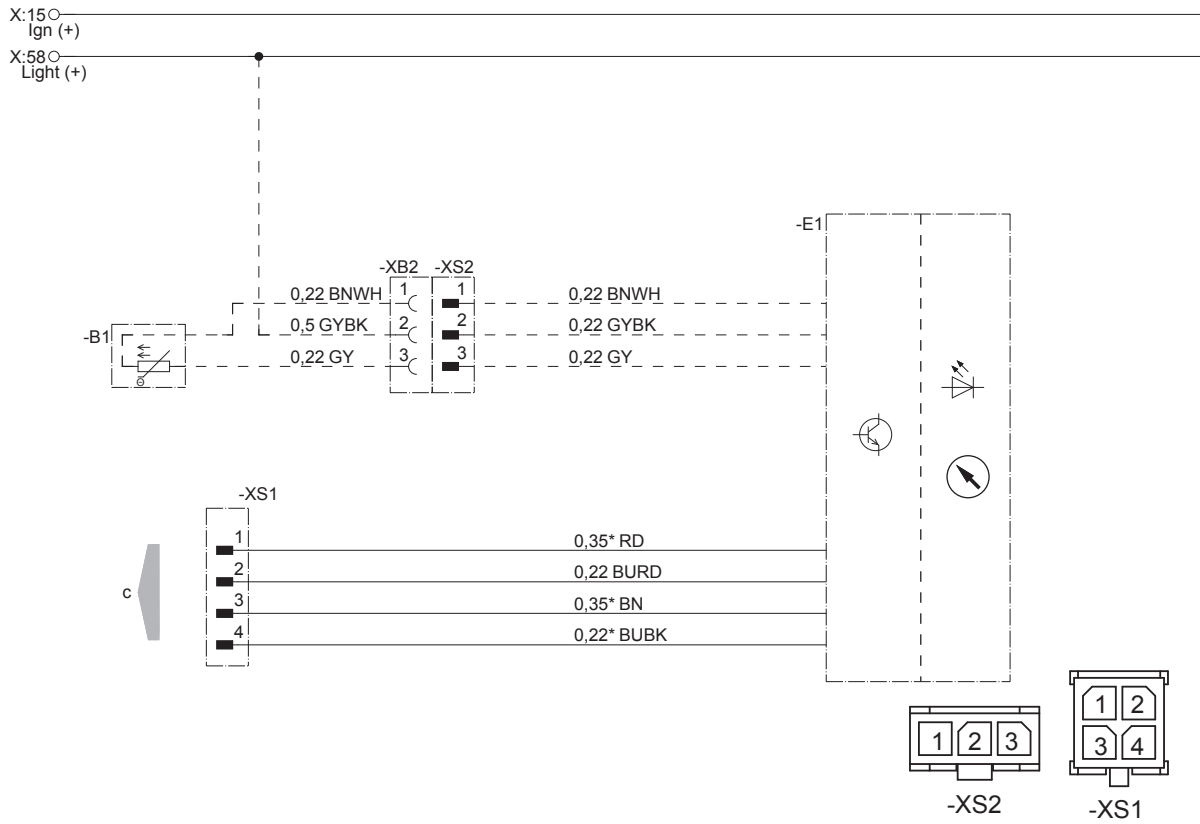 X:15
Ign (+)
X:58
Light (+)
-E1
-XB2 -XS2
1 1
0,22 BNWH 0,22 BNWH
2 2
0,5 GYBK 0,22 GYBK
-B1
3 3
0,22 GY 0,22 GY
-XS1
1
0,35* RD
2
0,22 BURD
c
3
0,35* BN
4
0,22* BUBK
1 2
1 2 3
3 4
-XS2
-XS1